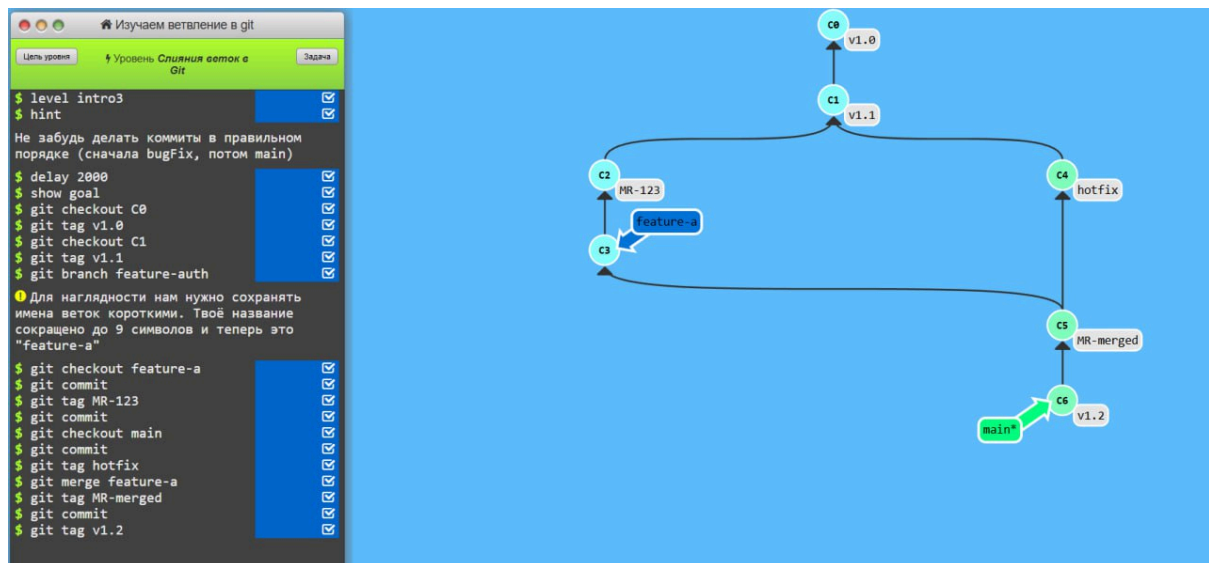 Изучаем ветвление в git
Цель уровня
Уровень Слияния веток в
Git
Задача
$ level intro3
$ hint
Не забудь делать коммиты в правильном
порядке (сначала bugFix, потом main)
$ delay 2000
$ show goal
$ git checkout C0
$ git tag v1.0
$ git checkout C1
$ git tag v1.1
$ git branch feature-auth
Для наглядности нам нужно сохранять
имена веток короткими. Твоё название
сокращено до 9 символов и теперь это
"feature-a"
$ git checkout feature-a
$ git commit
$ git tag MR-123
$ git commit
$ git checkout main
$ git commit
$ git tag hotfix
$ git merge feature-a
$ git tag MR-merged
$ git commit
$ git tag v1.2
C0
v1.0
C1
v1.1
C2
MR-123
C4
hotfix
feature-a
C3
C5
MR-merged
C6
v1.2
main*